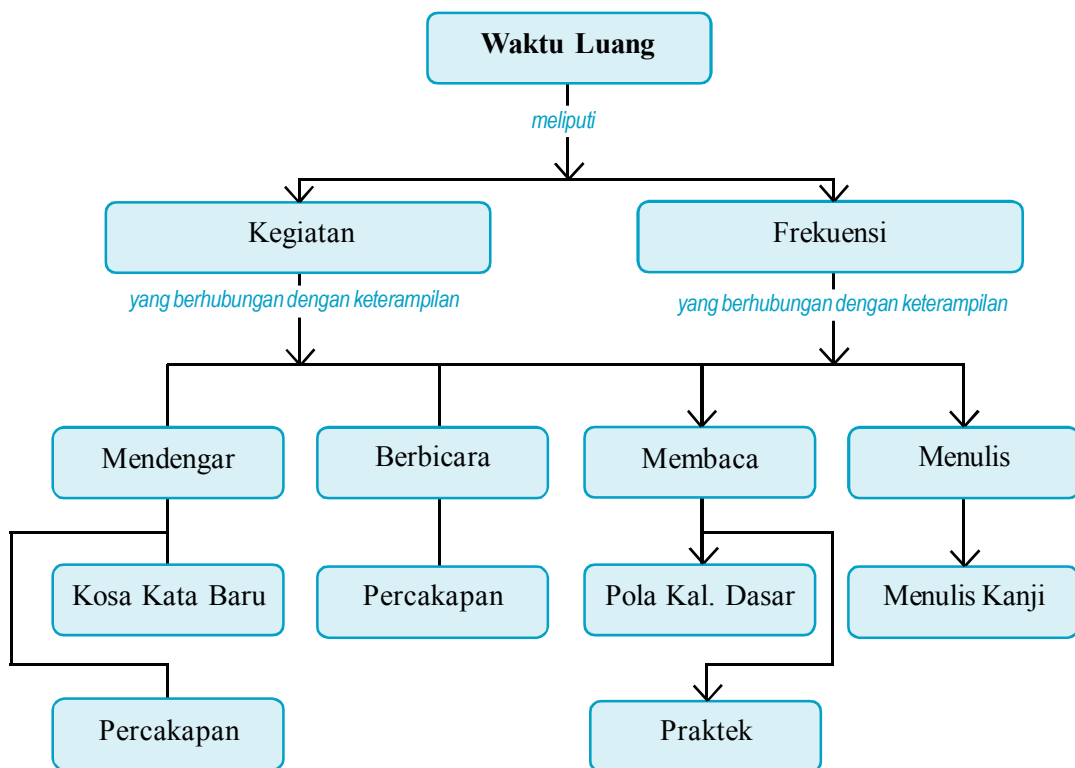 Waktu Luang
meliputi
Kegiatan
Frekuensi
yang berhubungan dengan keterampilan
yang berhubungan dengan keterampilan
Mendengar
Berbicara
Membaca
Menulis
Kosa Kata Baru
Percakapan
Pola Kal. Dasar
Menulis Kanji
Percakapan
Praktek